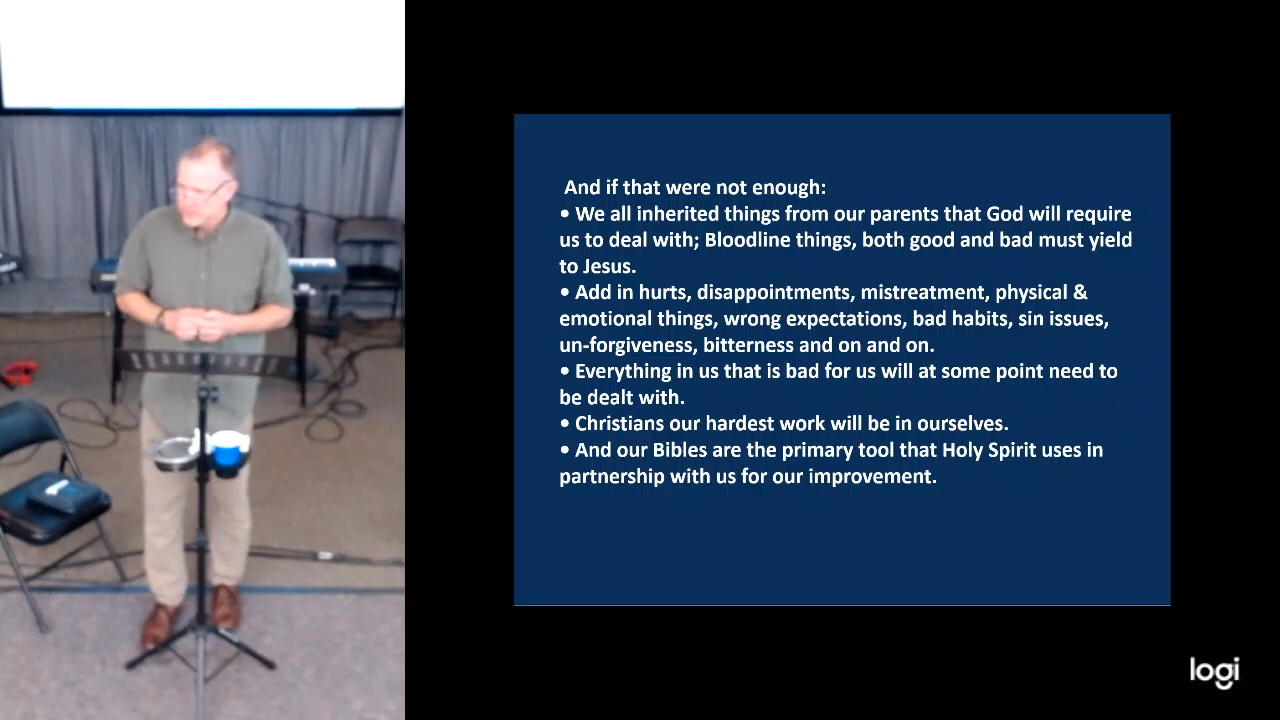 And if that were not enough:
• We all inherited things from our parents that God will require
us to deal with; Bloodline things, both good and bad must yield
to Jesus.
• Add in hurts, disappointments, mistreatment, physical &
emotional things, wrong expectations, bad habits, sin issues,
un-forgiveness, bitterness and on and on.
• Everything in us that is bad for us will at some point need to
be dealt with.
• Christians our hardest work will be in ourselves.
• And our Bibles are the primary tool that Holy Spirit uses in
partnership with us for our improvement.
logi